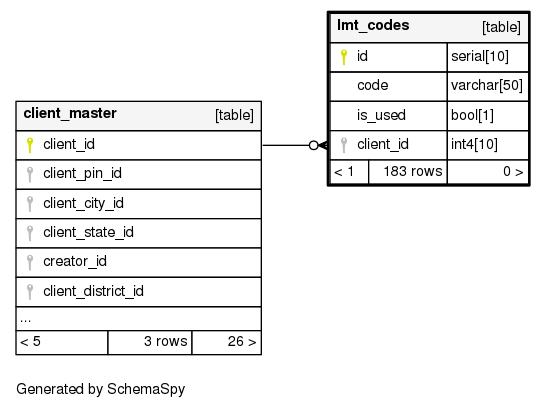 lmt_codes [table]
id serial[10]
code varchar[50]
is_used bool[1]
client_id int4[10]
< 1 183 rows 0 >
client_master [table]
client_id
client_pin_id
client_city_id
client_state_id
creator_id
client_district_id
...
< 5 3 rows 26 >
Generated by SchemaSpy